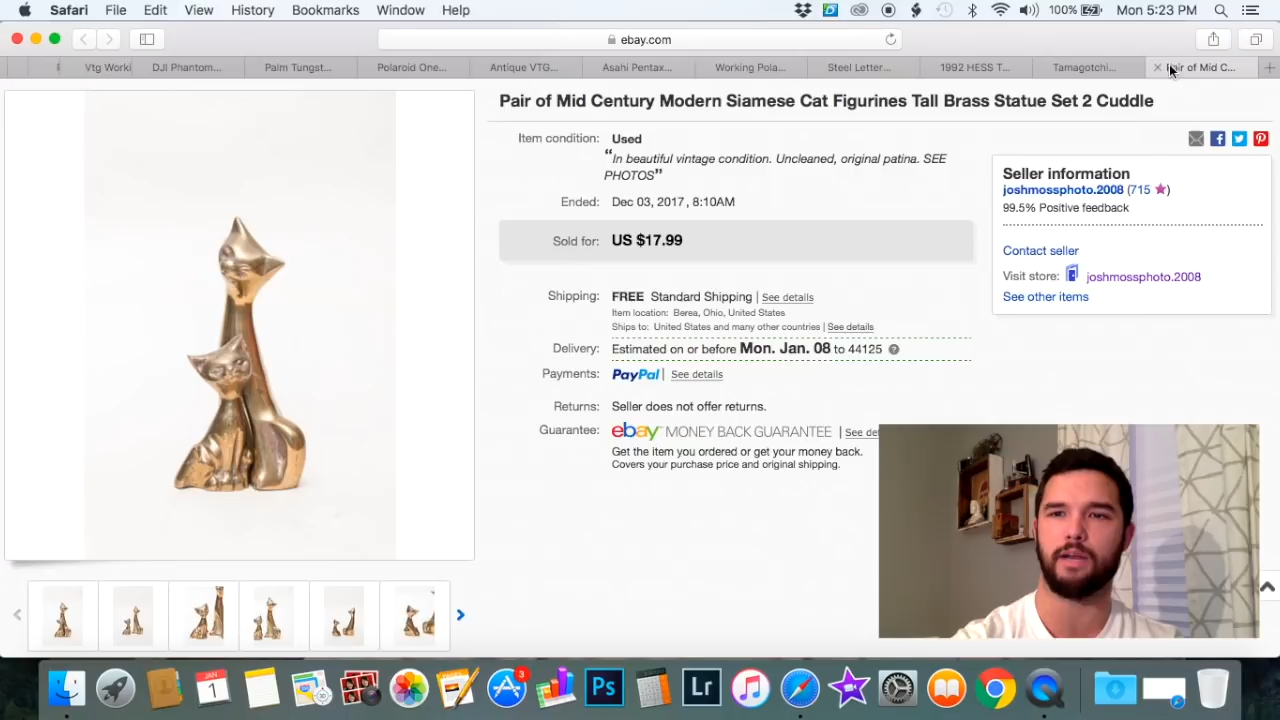 Safari File Edit View History Bookmarks Window Help
100% Mon 5:23 PM
ebay.com
Vtg Worki DJI Phantom... Palm Tungst... Polaroid One... Antique VTG... Asahi Pentax... Working Pola... Steel Letter... 1992 HESS T... Tamagotchi... Pair of Mid C...
Pair of Mid Century Modern Siamese Cat Figurines Tall Brass Statue Set 2 Cuddle
Item condition: Used
"In beautiful vintage condition. Uncleaned, original patina. SEE
PHOTOS"
Ended: Dec 03, 2017 , 8:10AM
Sold for: US $17.99
Shipping: FREE Standard Shipping | See details
Item location: Berea, Ohio, United States
Ships to: United States and many other countries | See details
Delivery: Estimated on or before Mon. Jan. 08 to 44125 ?
Payments: PayPal | See details
Returns: Seller does not offer returns.
Guarantee: ebay MONEY BACK GUARANTEE | See det
Get the item you ordered or get your money back.
Covers your purchase price and original shipping.
Seller information
joshmossphoto.2008 (715 ★)
99.5% Positive feedback
Contact seller
Visit store: joshmossphoto.2008
See other items
JAN
1
3
Ps
Lr